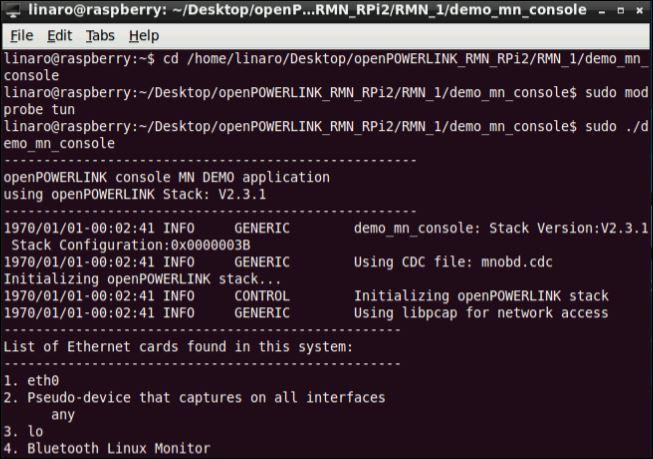 linaro@raspberry: ~/Desktop/openP...RMN_RPi2/RMN_1/demo_mn_console
File Edit Tabs Help
linaro@raspberry:~$ cd /home/linaro/Desktop/openPOWERLINK_RMN_RPi2/RMN_1/demo_mn_
console
linaro@raspberry:~/Desktop/openPOWERLINK_RMN_RPi2/RMN_1/demo_mn_console$ sudo mod
probe tun
linaro@raspberry:~/Desktop/openPOWERLINK_RMN_RPi2/RMN_1/demo_mn_console$ sudo ./d
emo_mn_console
----------------------------------------------------
openPOWERLINK console MN DEMO application
using openPOWERLINK Stack: V2.3.1
----------------------------------------------------
1970/01/01-00:02:41 INFO     GENERIC        demo_mn_console: Stack Version:V2.3.1
 Stack Configuration:0x0000003B
1970/01/01-00:02:41 INFO     GENERIC        Using CDC file: mnobd.cdc
Initializing openPOWERLINK stack...
1970/01/01-00:02:41 INFO     CONTROL        Initializing openPOWERLINK stack
1970/01/01-00:02:41 INFO     GENERIC        Using libpcap for network access
--------------------------------------------------
List of Ethernet cards found in this system:
--------------------------------------------------
1. eth0
2. Pseudo-device that captures on all interfaces
      any
3. lo
4. Bluetooth Linux Monitor